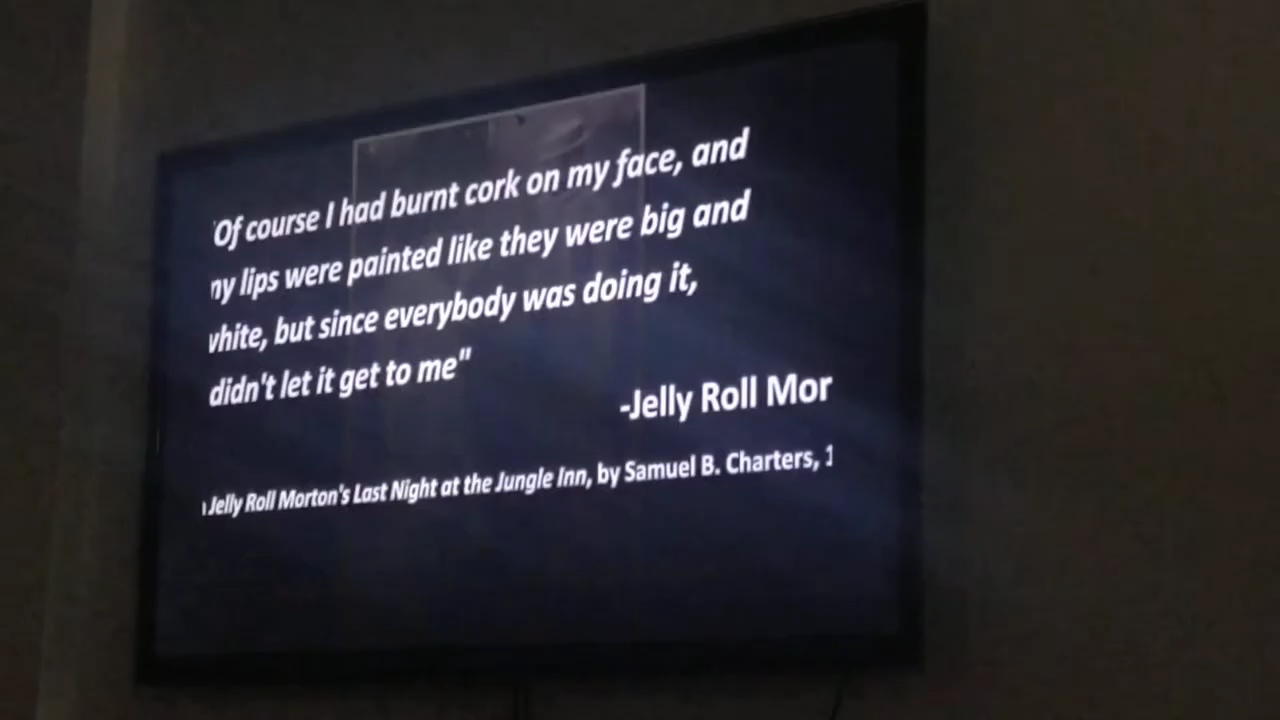 Of course I had burnt cork on my face, and
ny lips were painted like they were big and
vhite, but since everybody was doing it,
didn't let it get to me"
-Jelly Roll Mor
Jelly Roll Morton's Last Night at the Jungle Inn, by Samuel B. Charters, 1